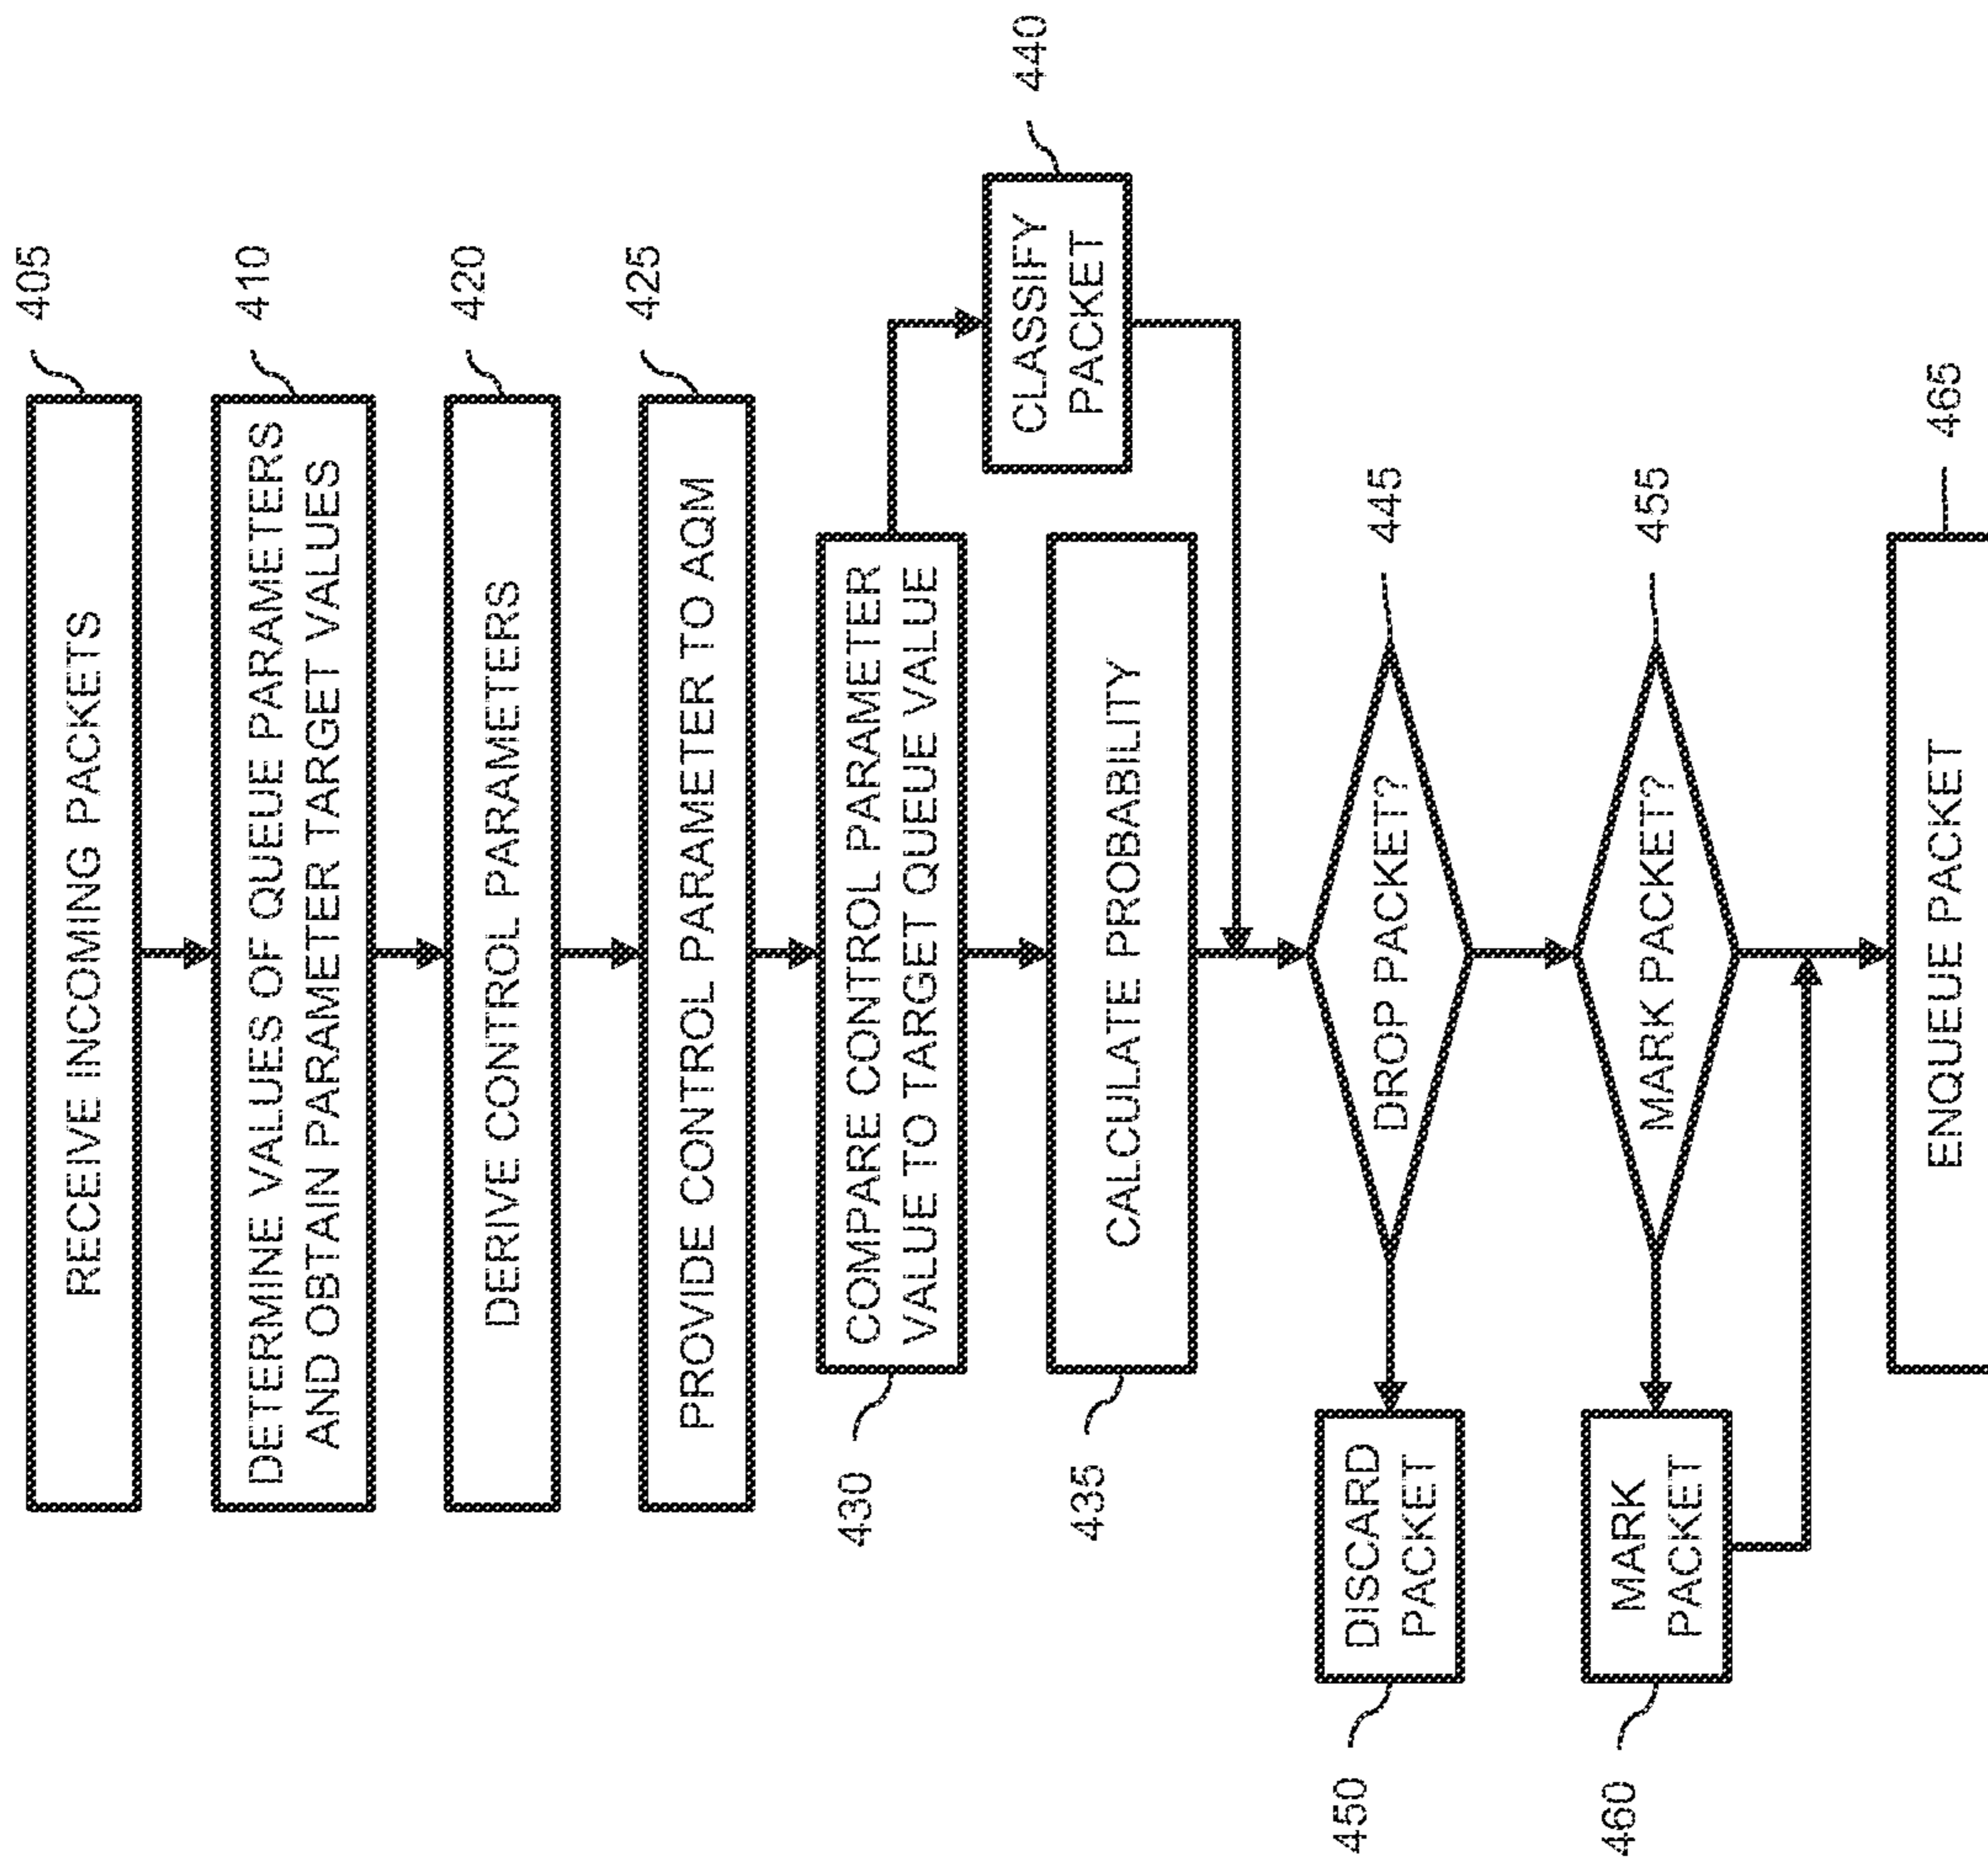 RECEIVE INCOMING PACKETS
405
DETERMINE VALUES OF QUEUE PARAMETERS
AND OBTAIN PARAMETER TARGET VALUES
410
DERIVE CONTROL PARAMETERS
420
PROVIDE CONTROL PARAMETER TO AQM
425
430
COMPARE CONTROL PARAMETER
VALUE TO TARGET QUEUE VALUE
435
CALCULATE PROBABILITY
CLASSIFY
PACKET
440
DROP PACKET?
445
450
DISCARD
PACKET
MARK PACKET?
455
460
MARK
PACKET
ENQUEUE PACKET
465